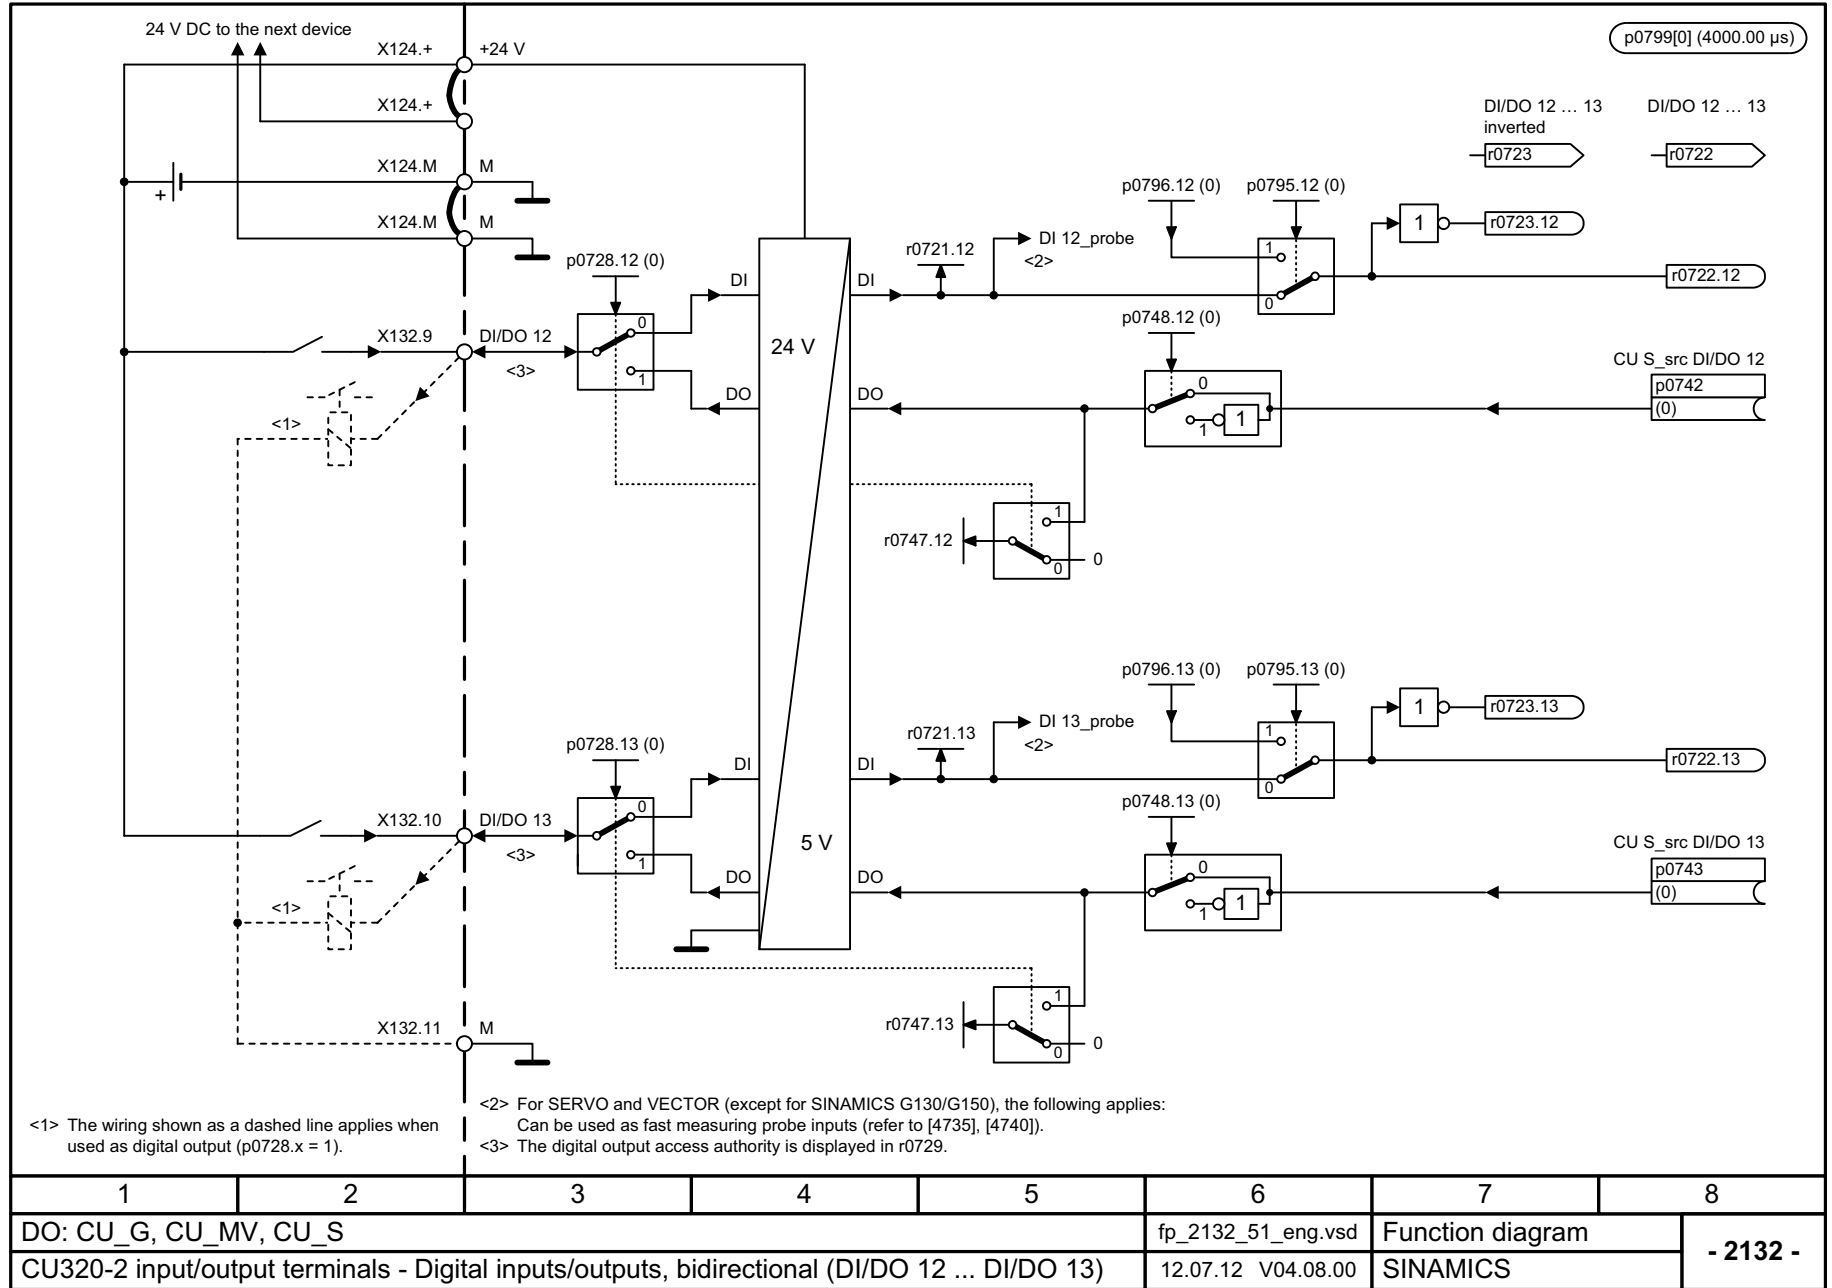 24 V DC to the next device
X124.+
+24 V
p0799[0] (4000.00 µs)
X124.+
DI/DO 12 … 13
inverted
DI/DO 12 … 13
r0723
r0722
X124.M
M
+
p0796.12 (0)
p0795.12 (0)
X124.M
M
1
r0723.12
p0728.12 (0)
r0721.12
DI 12_probe
<2>
1
DI
DI
r0722.12
0
p0748.12 (0)
0
X132.9
DI/DO 12
<3>
24 V
CU S_src DI/DO 12
1
0
p0742
DO
DO
(0)
<1>
1
1
1
r0747.12
0
0
p0796.13 (0)
p0795.13 (0)
1
r0723.13
p0728.13 (0)
r0721.13
DI 13_probe
<2>
1
DI
DI
r0722.13
0
p0748.13 (0)
0
X132.10
DI/DO 13
<3>
5 V
CU S_src DI/DO 13
1
0
p0743
DO
DO
(0)
<1>
1
1
1
r0747.13
0
0
X132.11
M
<1> The wiring shown as a dashed line applies when
used as digital output (p0728.x = 1).
<2> For SERVO and VECTOR (except for SINAMICS G130/G150), the following applies:
Can be used as fast measuring probe inputs (refer to [4735], [4740]).
<3> The digital output access authority is displayed in r0729.
1 2 3 4 5 6 7 8
DO: CU_G, CU_MV, CU_S
fp_2132_51_eng.vsd
Function diagram
- 2132 -
CU320-2 input/output terminals - Digital inputs/outputs, bidirectional (DI/DO 12 ... DI/DO 13)
12.07.12 V04.08.00
SINAMICS